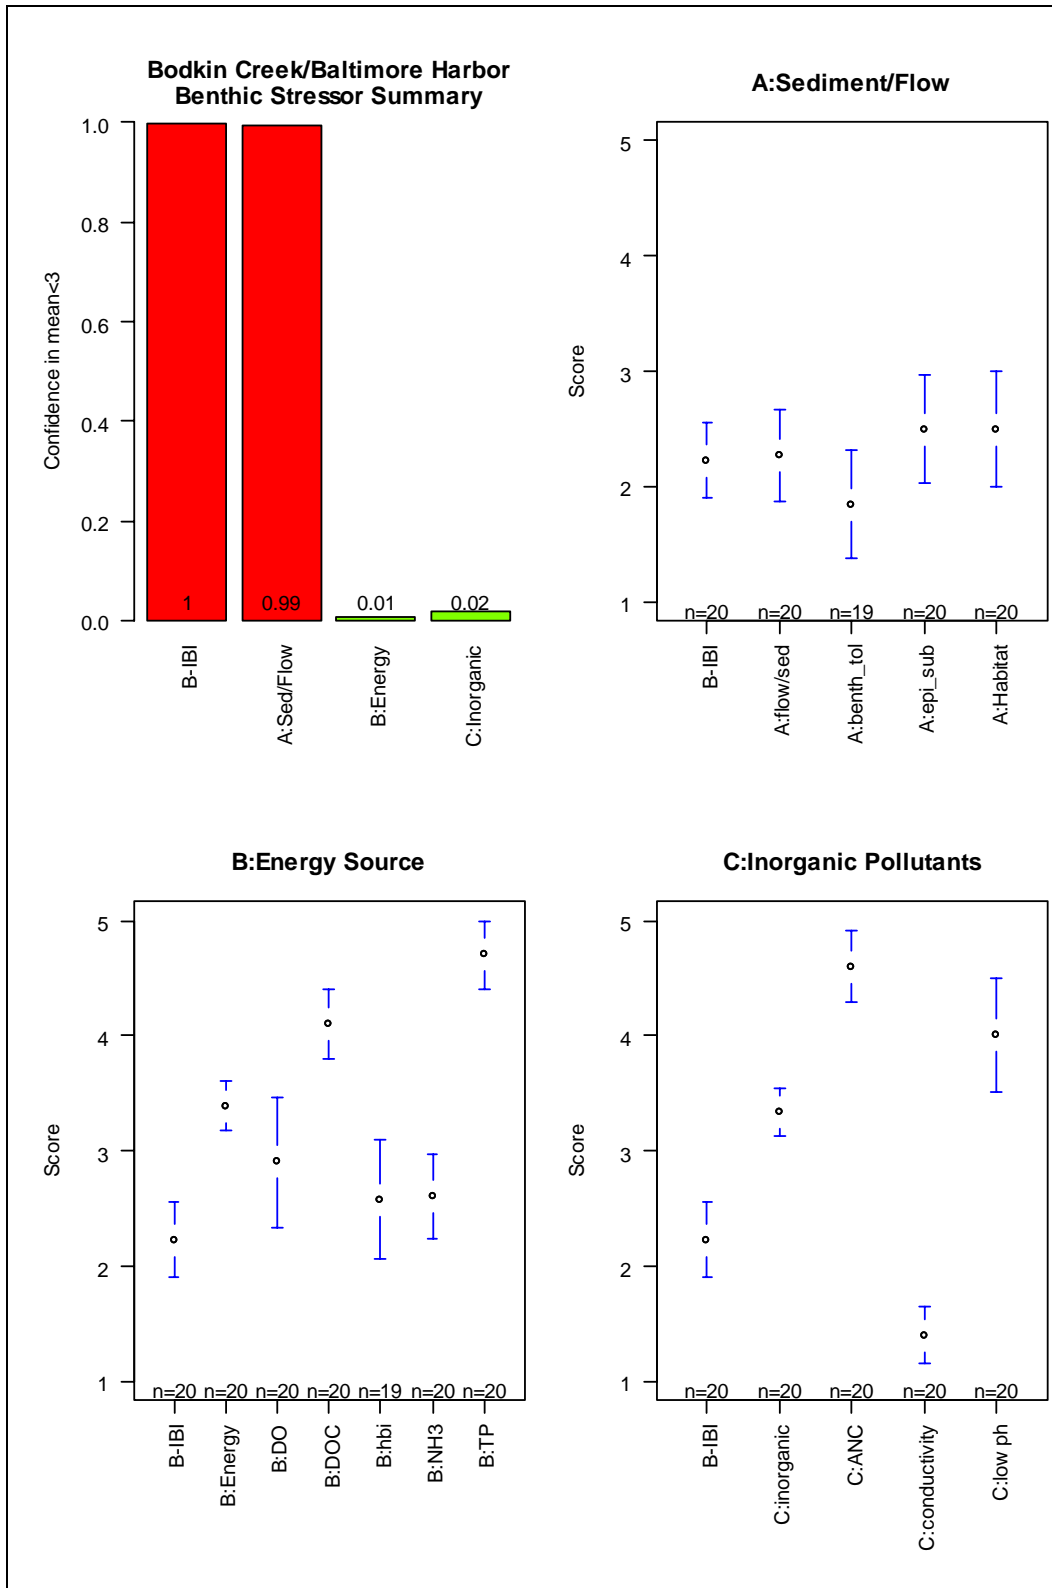 Bodkin Creek/Baltimore Harbor
Benthic Stressor Summary
Confidence in mean<3
1.0
0.8
0.6
0.4
0.2
0.0
1
0.99
0.01
0.02
B-IBI
A:Sed/Flow
B:Energy
C:Inorganic
A:Sediment/Flow
Score
5
4
3
2
1
n=20
n=20
n=19
n=20
n=20
B-IBI
A:flow/sed
A:benth_tol
A:epi_sub
A:Habitat
B:Energy Source
Score
5
4
3
2
1
n=20
n=20
n=20
n=20
n=19
n=20
n=20
B-IBI
B:Energy
B:DO
B:DOC
B:hbi
B:NH3
B:TP
C:Inorganic Pollutants
Score
5
4
3
2
1
n=20
n=20
n=20
n=20
n=20
B-IBI
C:inorganic
C:ANC
C:conductivity
C:low ph